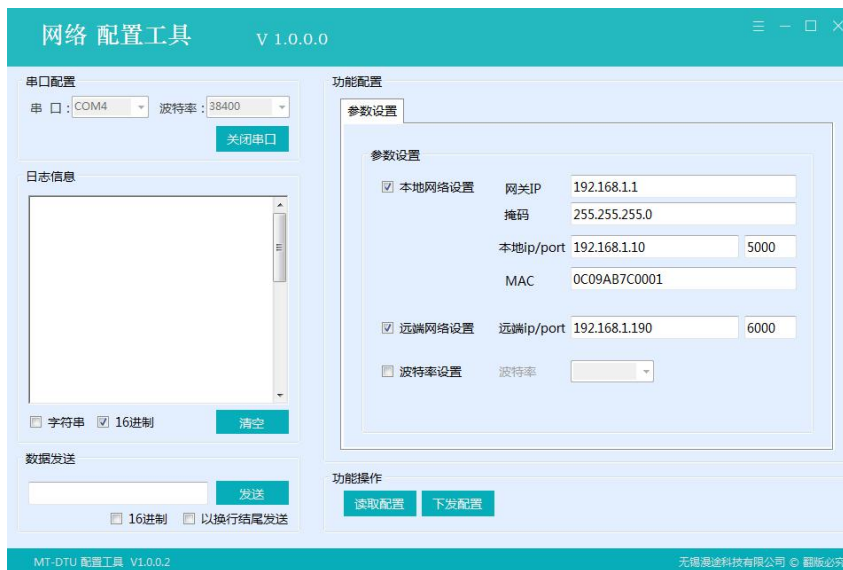 网络 配置工具 V 1.0.0.0
串口配置
串 口：COM4 波特率：38400
关闭串口
日志信息
字符串 16进制 清空
数据发送
发送
16进制 以换行结尾发送
功能配置
参数设置
参数设置
本地网络设置 网关IP 192.168.1.1
掩码 255.255.255.0
本地ip/port 192.168.1.10 5000
MAC 0C09AB7C0001
远端网络设置 远端ip/port 192.168.1.190 6000
波特率设置 波特率
功能操作
读取配置 下发配置
MT-DTU 配置工具 V1.0.0.2 无锡漫途科技有限公司 © 翻版必究